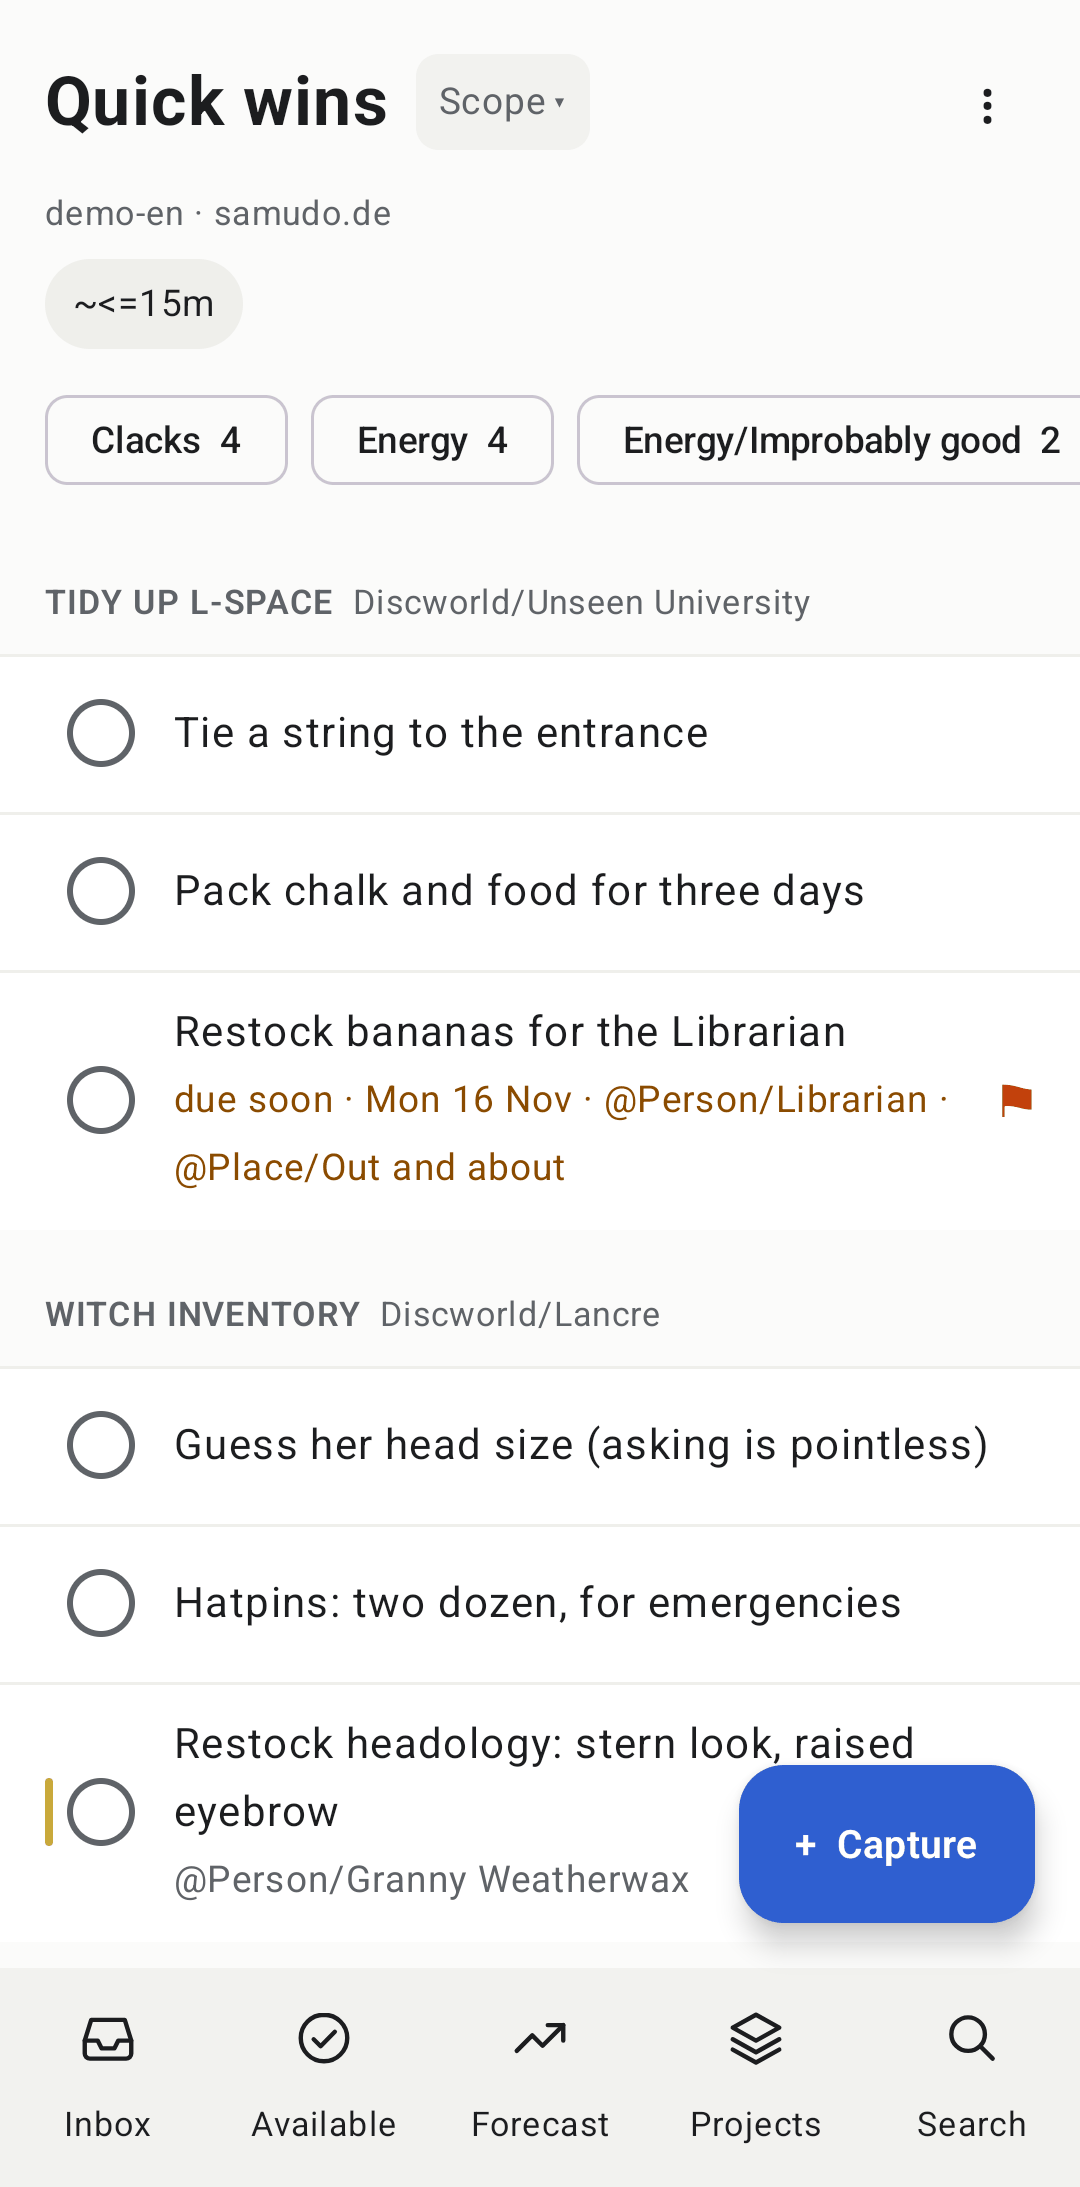 Quick wins
Scope ▾
demo-en · samudo.de
~<=15m
Clacks 4
Energy 4
Energy/Improbably good 2
TIDY UP L-SPACE Discworld/Unseen University
Tie a string to the entrance
Pack chalk and food for three days
Restock bananas for the Librarian
due soon · Mon 16 Nov · @Person/Librarian ·
@Place/Out and about
WITCH INVENTORY Discworld/Lancre
Guess her head size (asking is pointless)
Hatpins: two dozen, for emergencies
Restock headology: stern look, raised
eyebrow
@Person/Granny Weatherwax
+ Capture
Inbox
Available
Forecast
Projects
Search